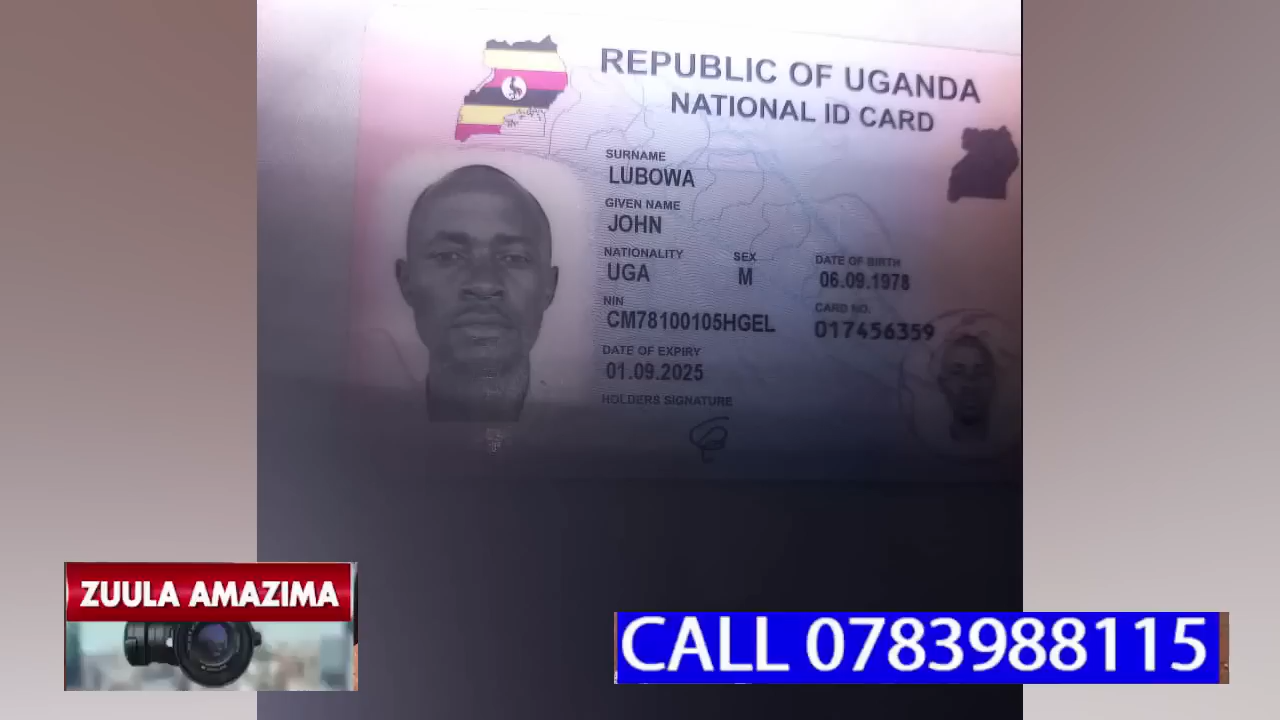 REPUBLIC OF UGANDA
NATIONAL ID CARD
SURNAME
LUBOWA
GIVEN NAME
JOHN
NATIONALITY SEX DATE OF BIRTH
UGA M 06.09.1978
NIN CARD NO.
CM78100105HGEL 017456359
DATE OF EXPIRY
01.09.2025
HOLDERS SIGNATURE
ZUULA AMAZIMA
CALL 0783988115